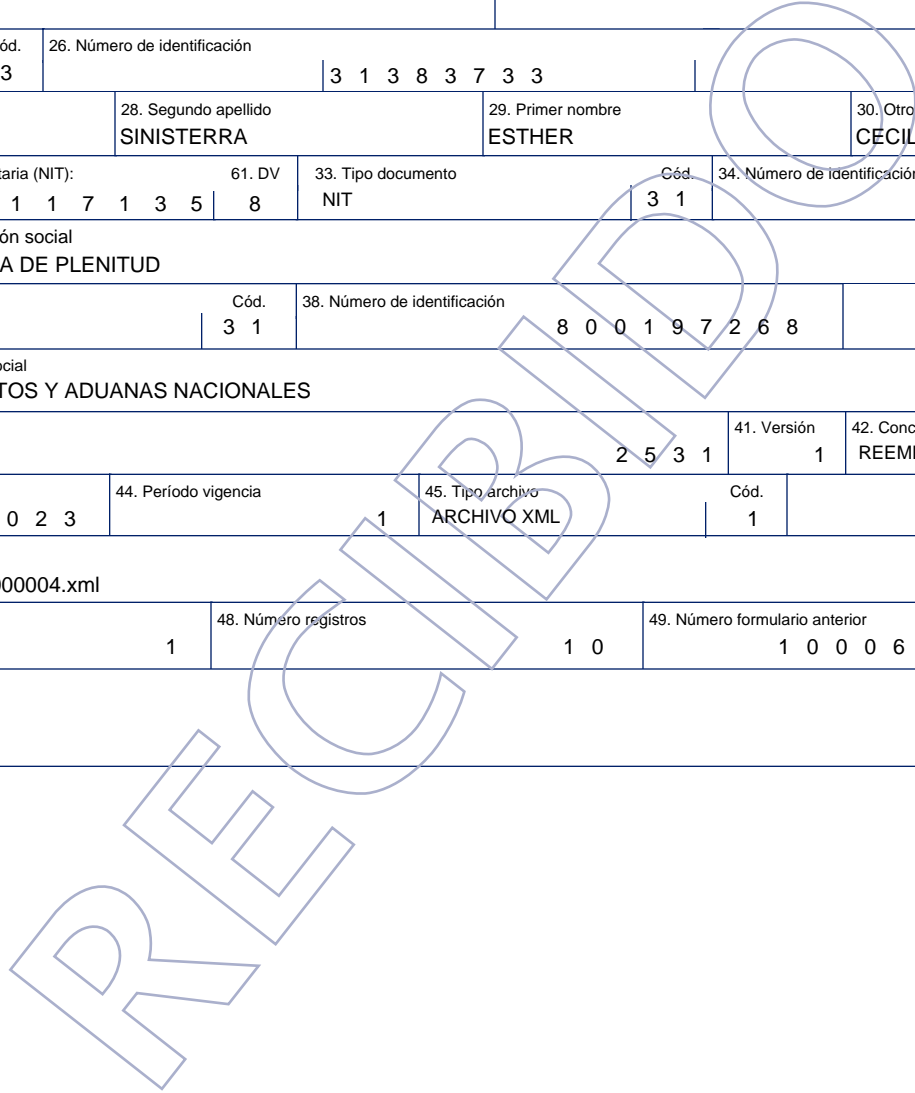 ód. 26. Número de identificación
3 3 1 3 8 3 7 3 3
28. Segundo apellido 29. Primer nombre 30. Otro
SINISTERRA ESTHER CECIL
taria (NIT): 61. DV 33. Tipo documento Cód. 34. Número de identificación
1 1 7 1 3 5 8 NIT 3 1
ón social
A DE PLENITUD
Cód. 38. Número de identificación
3 1 8 0 0 1 9 7 2 6 8
ocial
TOS Y ADUANAS NACIONALES
41. Versión 42. Conc
2 5 3 1 1 REEM
44. Período vigencia 45. Tipo archivo Cód.
0 2 3 1 ARCHIVO XML 1
00004.xml
48. Número registros 49. Número formulario anterior
1 1 0 1 0 0 0 6
RECIBIDO